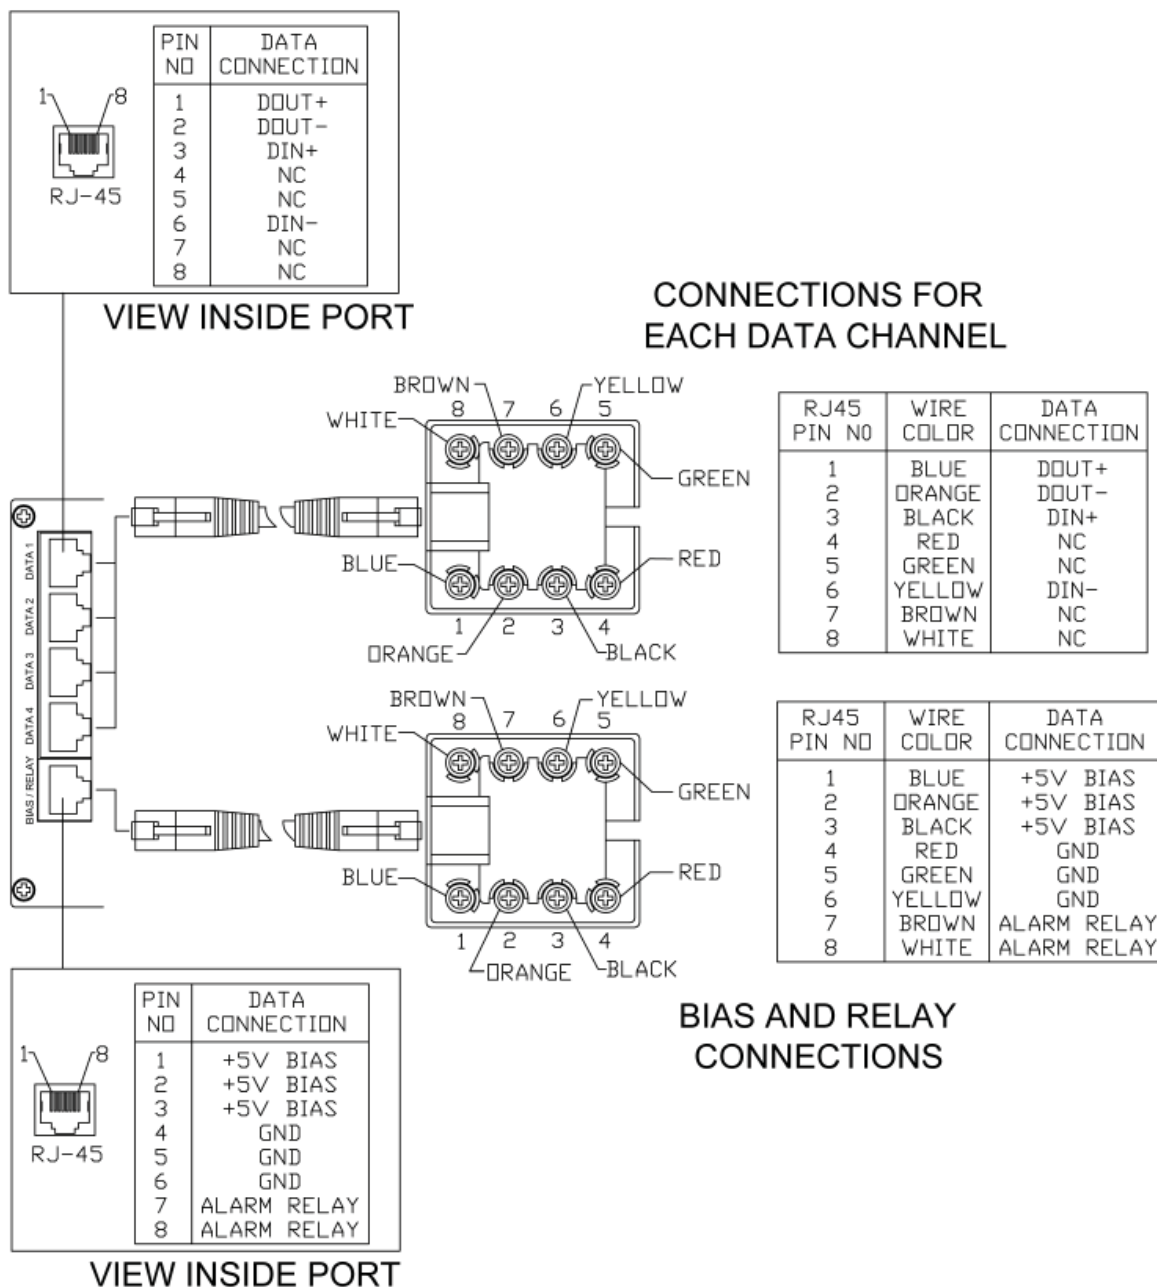 PIN NO DATA CONNECTION
1 DOUT+
2 DOUT-
3 DIN+
4 NC
5 NC
6 DIN-
7 NC
8 NC
1 8
RJ-45
VIEW INSIDE PORT
CONNECTIONS FOR
EACH DATA CHANNEL
BROWN YELLOW
8 7 6 5
WHITE
GREEN
BLUE
RED
1 2 3 4
ORANGE BLACK
RJ45 WIRE DATA
PIN NO COLOR CONNECTION
1 BLUE DOUT+
2 ORANGE DOUT-
3 BLACK DIN+
4 RED NC
5 GREEN NC
6 YELLOW DIN-
7 BROWN NC
8 WHITE NC
DATA 1
DATA 2
DATA 3
DATA 4
BIAS / RELAY
BROWN YELLOW
8 7 6 5
WHITE
GREEN
BLUE
RED
1 2 3 4
ORANGE BLACK
RJ45 WIRE DATA
PIN NO COLOR CONNECTION
1 BLUE +5V BIAS
2 ORANGE +5V BIAS
3 BLACK +5V BIAS
4 RED GND
5 GREEN GND
6 YELLOW GND
7 BROWN ALARM RELAY
8 WHITE ALARM RELAY
BIAS AND RELAY
CONNECTIONS
PIN DATA
NO CONNECTION
1 +5V BIAS
2 +5V BIAS
3 +5V BIAS
4 GND
5 GND
6 GND
7 ALARM RELAY
8 ALARM RELAY
1 8
RJ-45
VIEW INSIDE PORT